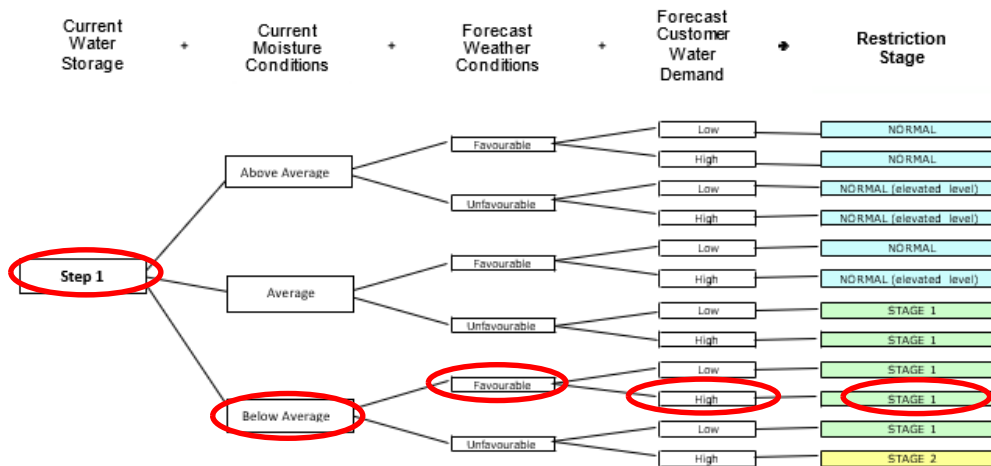 Current
Water
Storage
+
Current
Moisture
Conditions
+
Forecast
Weather
Conditions
+
Forecast
Customer
Water
Demand
Restriction
Stage
Low
NORMAL
Favourable
High
NORMAL
Above Average
Low
NORMAL (elevated level)
Unfavourable
High
NORMAL (elevated level)
Low
NORMAL
Favourable
Step 1
High
NORMAL (elevated level)
Average
Low
STAGE 1
Unfavourable
High
STAGE 1
Low
STAGE 1
Favourable
High
STAGE 1
Below Average
Low
STAGE 1
Unfavourable
High
STAGE 2